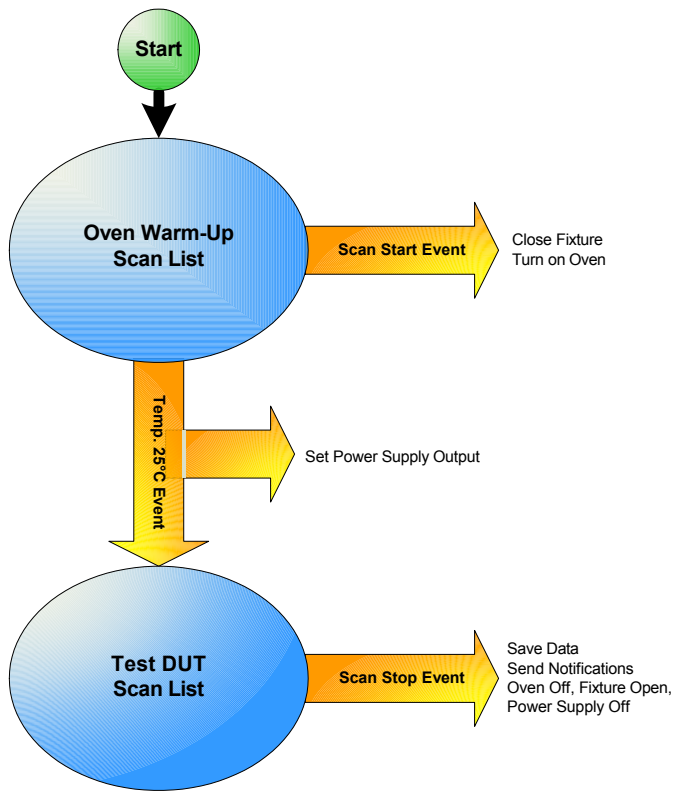 Start
Oven Warm-Up
Scan List
Scan Start Event
Close Fixture
Turn on Oven
Temp. 25°C Event
Set Power Supply Output
Test DUT
Scan List
Scan Stop Event
Save Data
Send Notifications
Oven Off, Fixture Open,
Power Supply Off